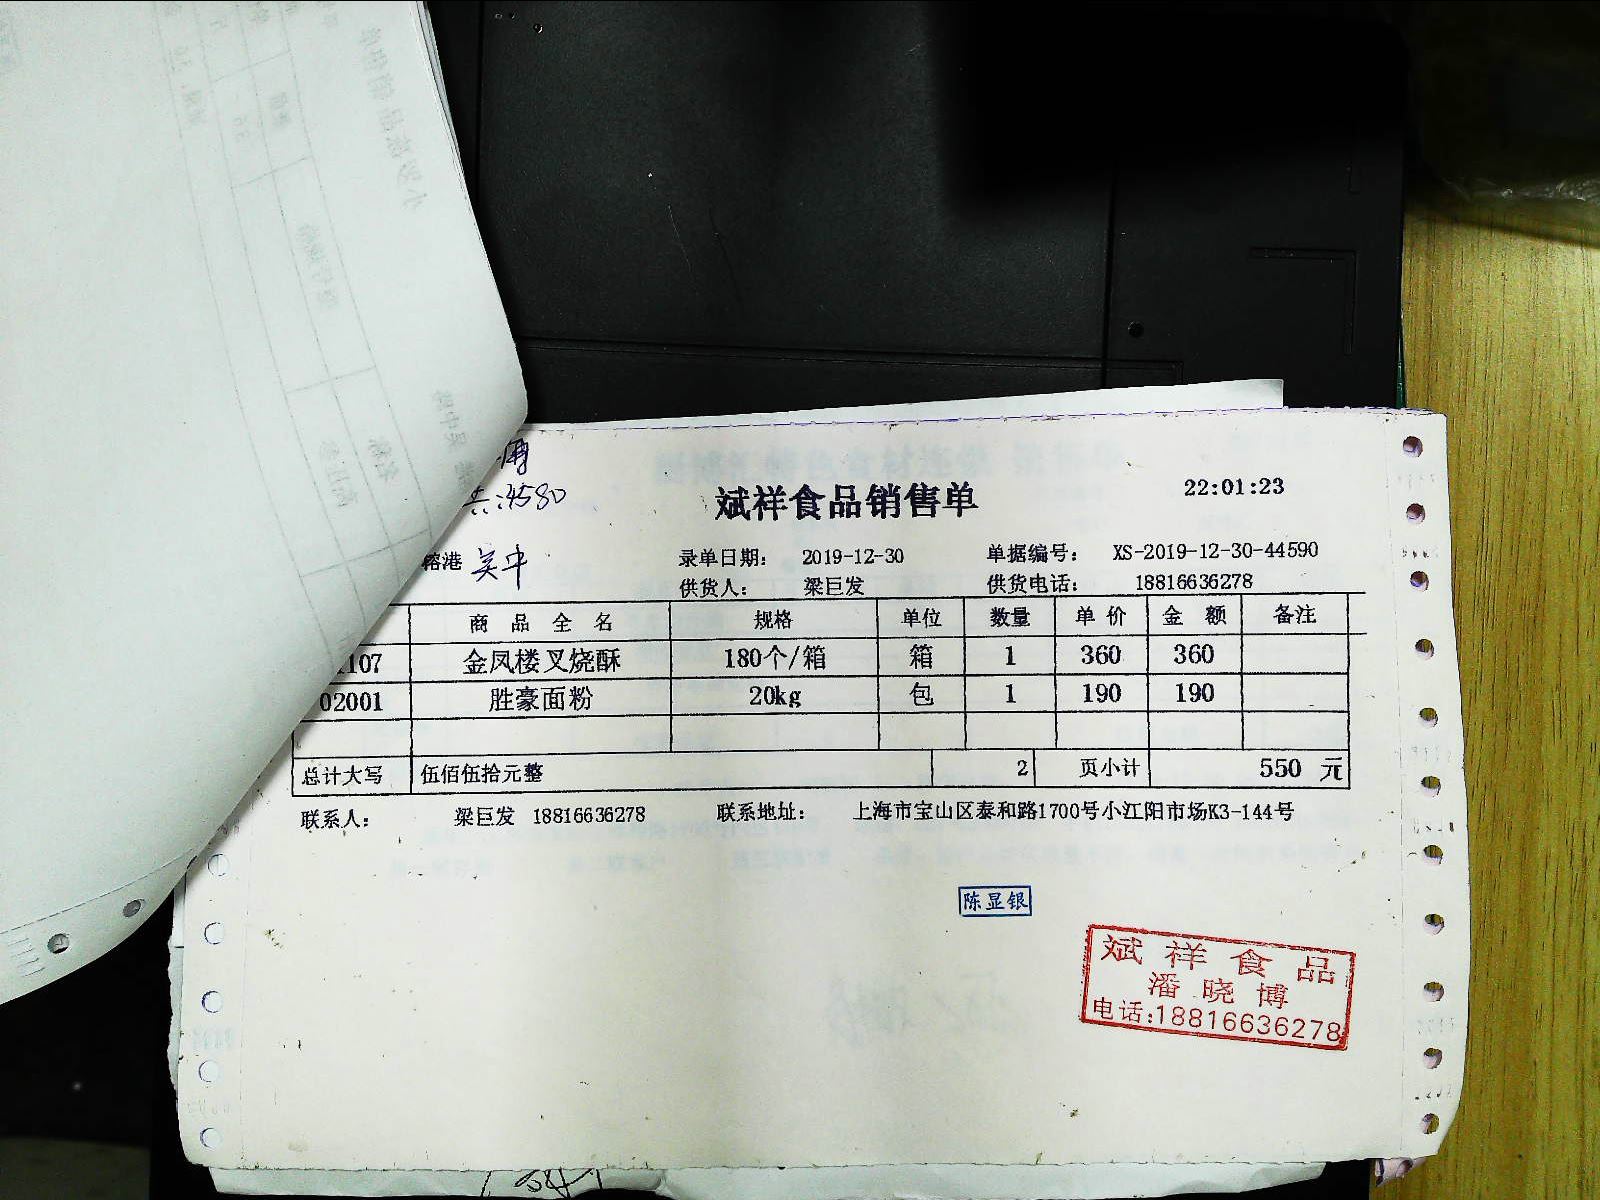 共:4580
斌祥食品销售单 22:01:23
榕港 吴中 录单日期: 2019-12-30 单据编号: XS-2019-12-30-44590
供货人: 梁巨发 供货电话: 18816636278
商 品 全 名 规格 单位 数量 单 价 金 额 备注
107 金凤楼叉烧酥 180个/箱 箱 1 360 360
02001 胜豪面粉 20kg 包 1 190 190
总计大写 伍佰伍拾元整 2 页小计 550 元
联系人: 梁巨发 18816636278 联系地址: 上海市宝山区泰和路1700号小江阳市场K3-144号
陈显银
斌祥食品
潘晓博
电话:18816636278